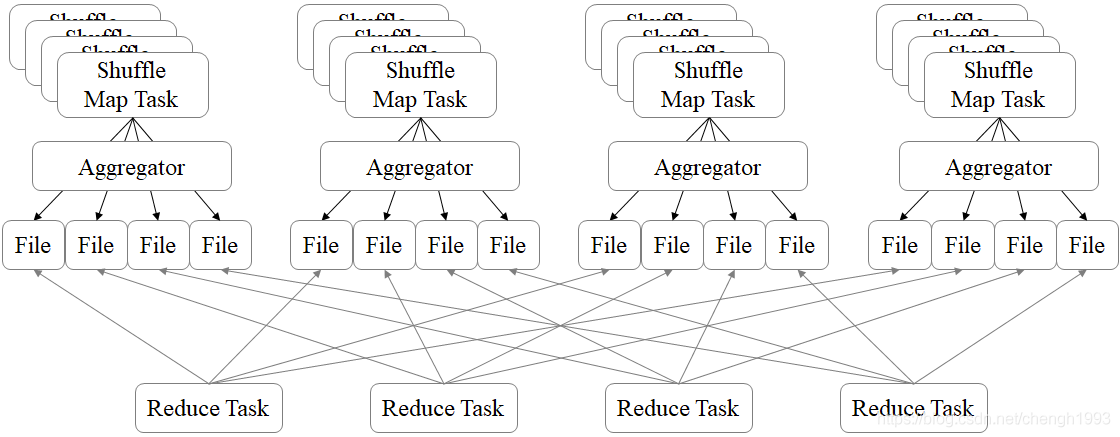 Shuffle
Shuffle
Shuffle
Shuffle
Map Task
Shuffle
Shuffle
Shuffle
Shuffle
Map Task
Shuffle
Shuffle
Shuffle
Shuffle
Map Task
Shuffle
Shuffle
Shuffle
Shuffle
Map Task
Aggregator
Aggregator
Aggregator
Aggregator
File File File File
File File File File
File File File File
File File File File
Reduce Task
Reduce Task
Reduce Task
Reduce Task
https://blog.csdn.net/chengh1993